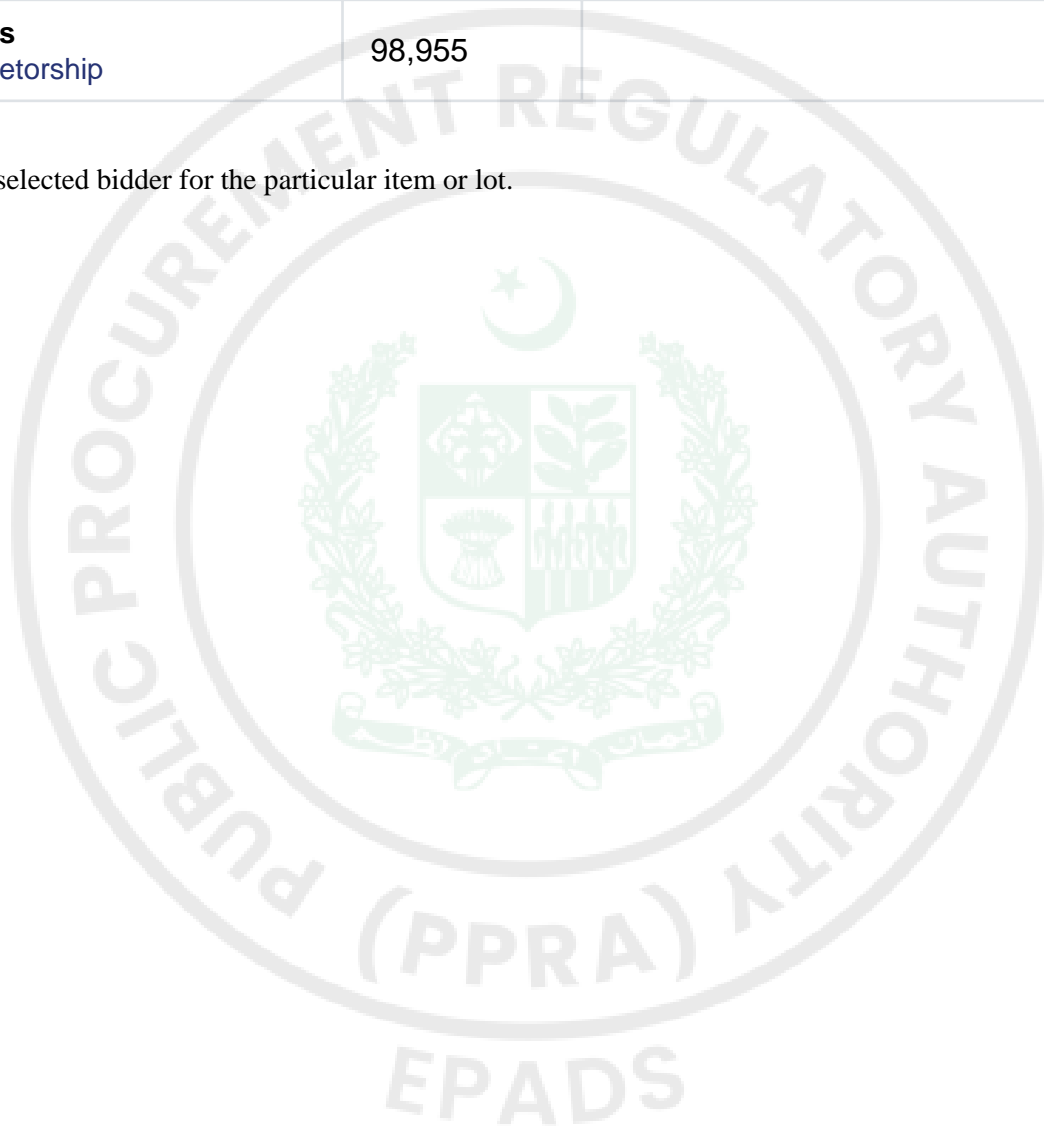 s
etorship
98,955
selected bidder for the particular item or lot.
PUBLIC PROCUREMENT REGULATORY AUTHORITY
(PPRA)
EPADS